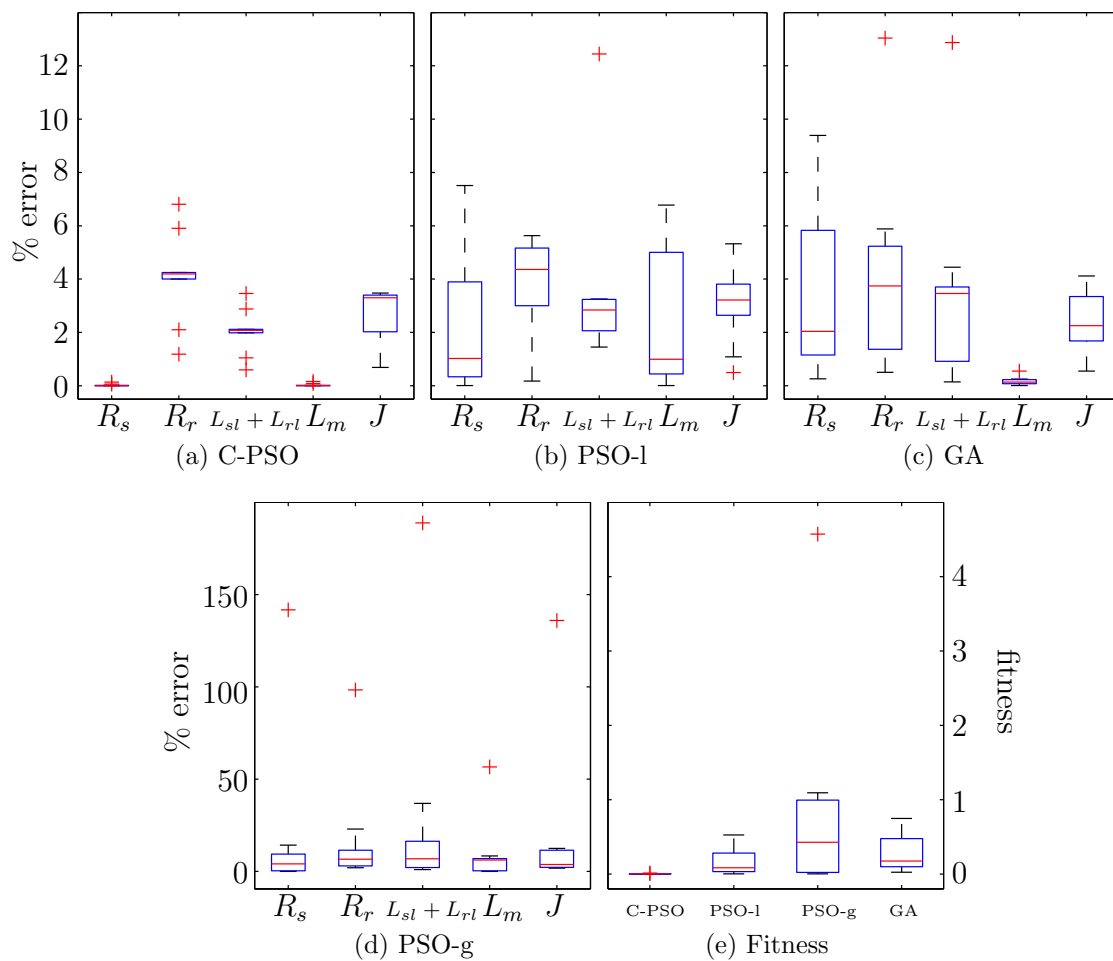 % error
12
10
8
6
4
2
0
R_s R_r L_sl + L_rl L_m J
R_s R_r L_sl + L_rl L_m J
R_s R_r L_sl + L_rl L_m J
(a) C-PSO
(b) PSO-l
(c) GA
% error
150
100
50
0
R_s R_r L_sl + L_rl L_m J
4
3
2
1
0
fitness
C-PSO PSO-l PSO-g GA
(d) PSO-g
(e) Fitness